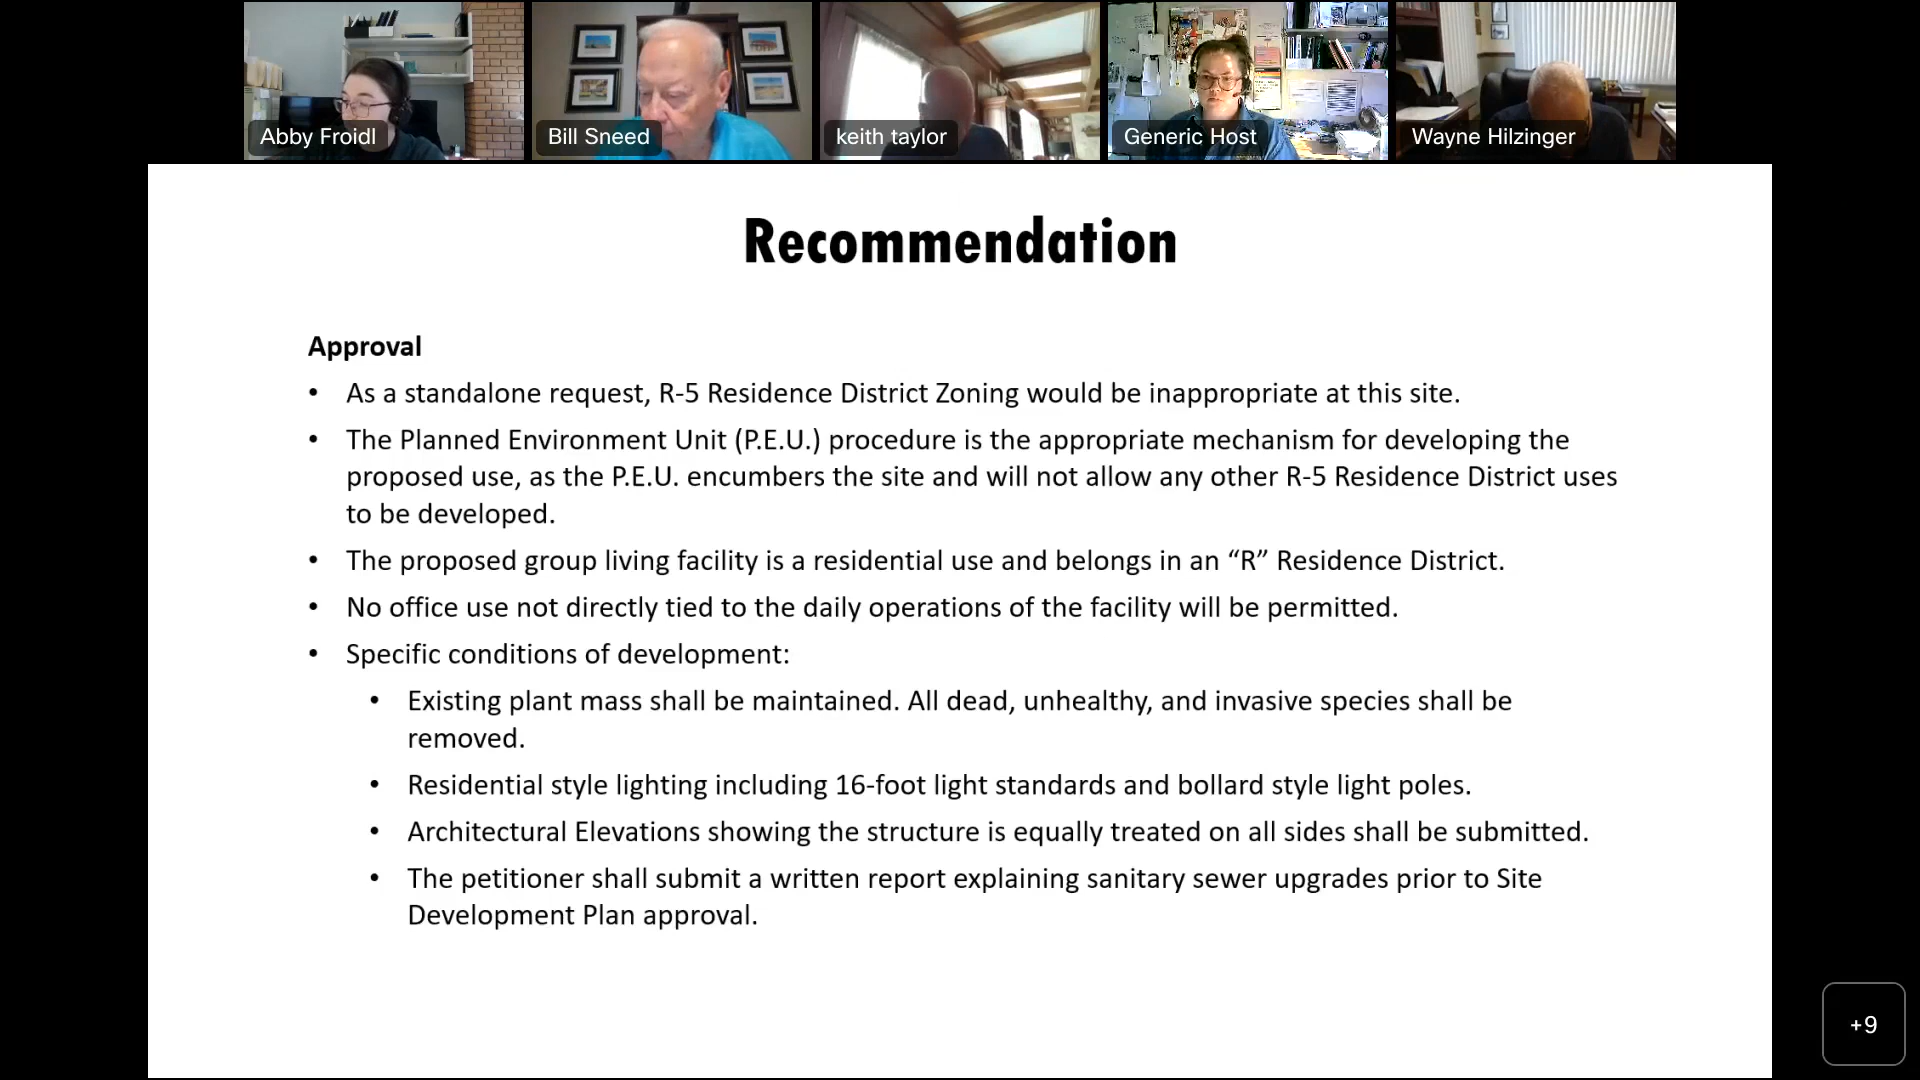 Abby Froidl
Bill Sneed
keith taylor
Generic Host
Wayne Hilzinger
Recommendation
Approval
• As a standalone request, R-5 Residence District Zoning would be inappropriate at this site.
• The Planned Environment Unit (P.E.U.) procedure is the appropriate mechanism for developing the
proposed use, as the P.E.U. encumbers the site and will not allow any other R-5 Residence District uses
to be developed.
• The proposed group living facility is a residential use and belongs in an “R” Residence District.
• No office use not directly tied to the daily operations of the facility will be permitted.
• Specific conditions of development:
• Existing plant mass shall be maintained. All dead, unhealthy, and invasive species shall be
removed.
• Residential style lighting including 16-foot light standards and bollard style light poles.
• Architectural Elevations showing the structure is equally treated on all sides shall be submitted.
• The petitioner shall submit a written report explaining sanitary sewer upgrades prior to Site
Development Plan approval.
+9